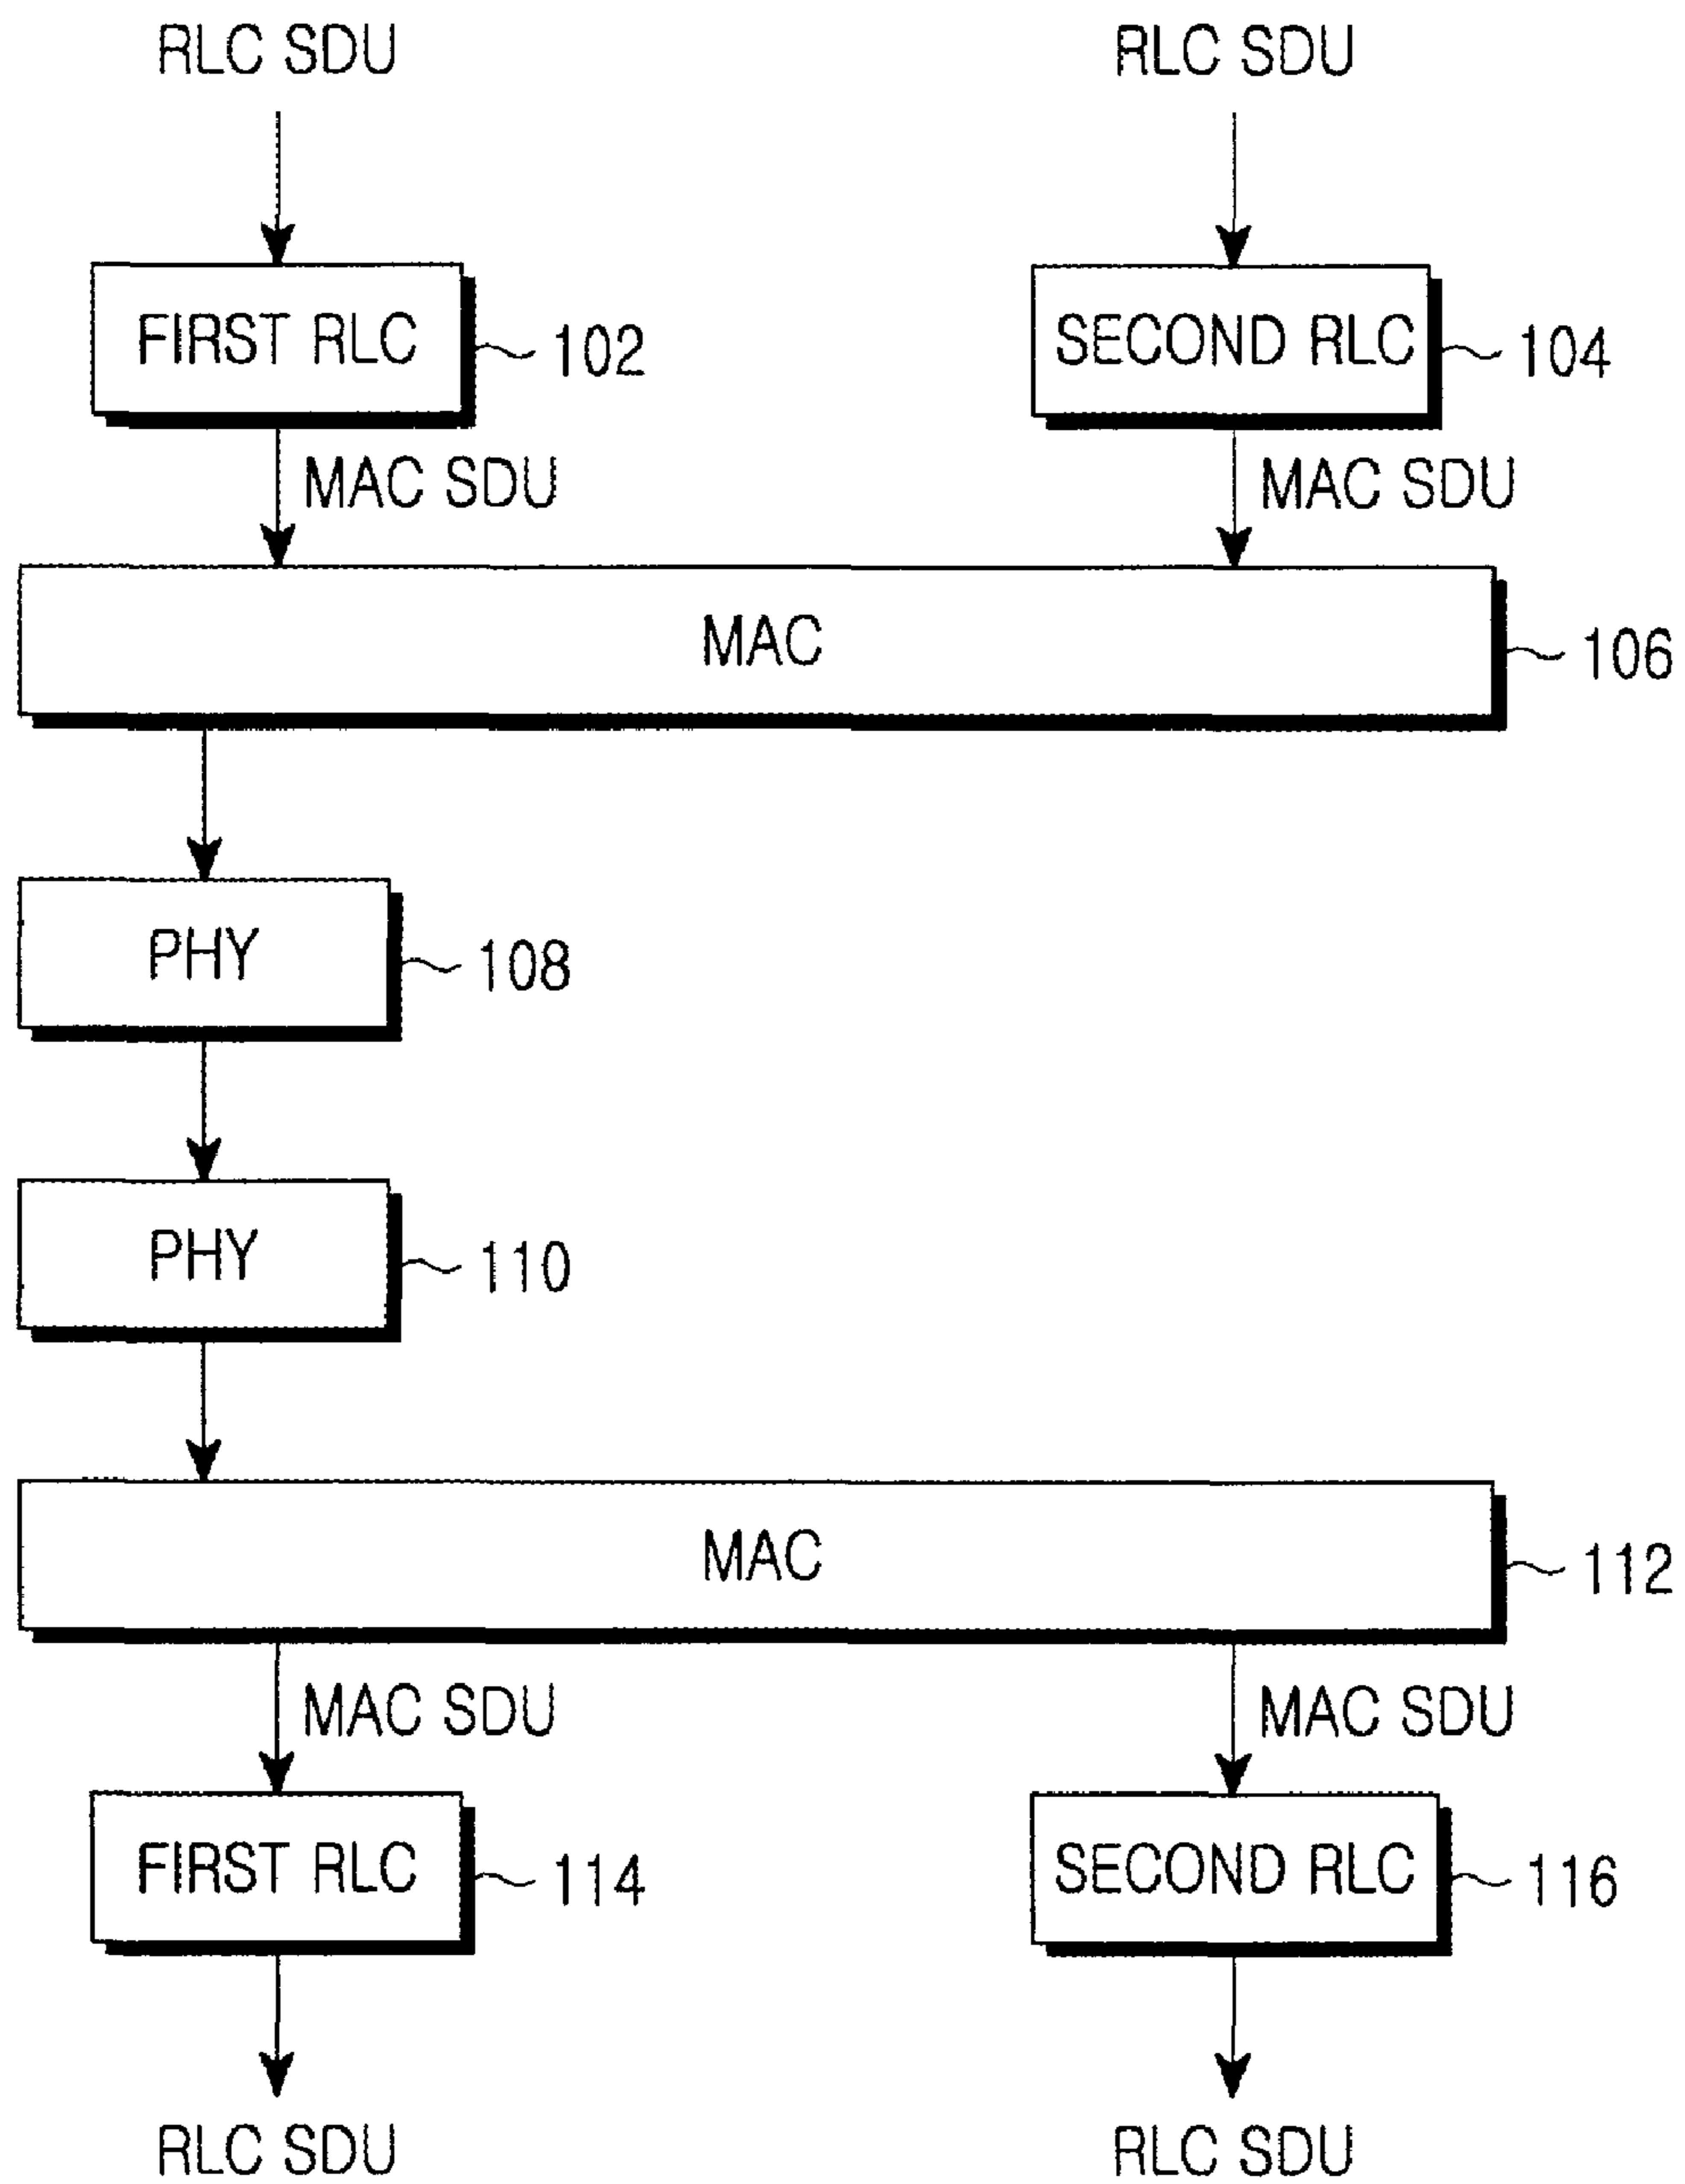 RLC SDU RLC SDU
FIRST RLC 102 SECOND RLC 104
MAC SDU MAC SDU
MAC 106
PHY 108
PHY 110
MAC 112
MAC SDU MAC SDU
FIRST RLC 114 SECOND RLC 116
RLC SDU RLC SDU